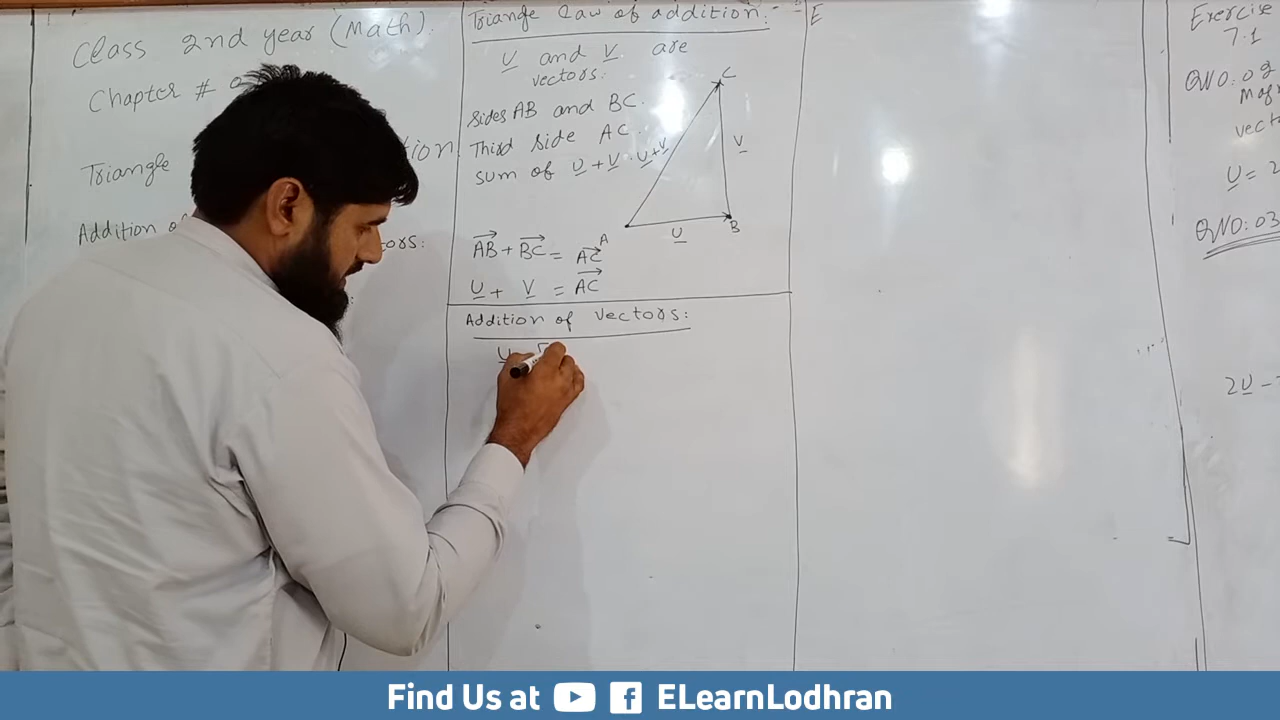 Class 2nd year (Math).
Chapter #
Triangle
Addition of
Triangle Law of addition:-
U and V are
vectors:
sides AB and BC.
Third side AC.
sum of U + V.
U+V
C
V
A
U
B
AB + BC = AC
U + V = AC
Addition of vectors:
U
E
Exercise
7.1
QNO: 02
vect
U = 2
QNO: 03
2U -
Find Us at ELearnLodhran